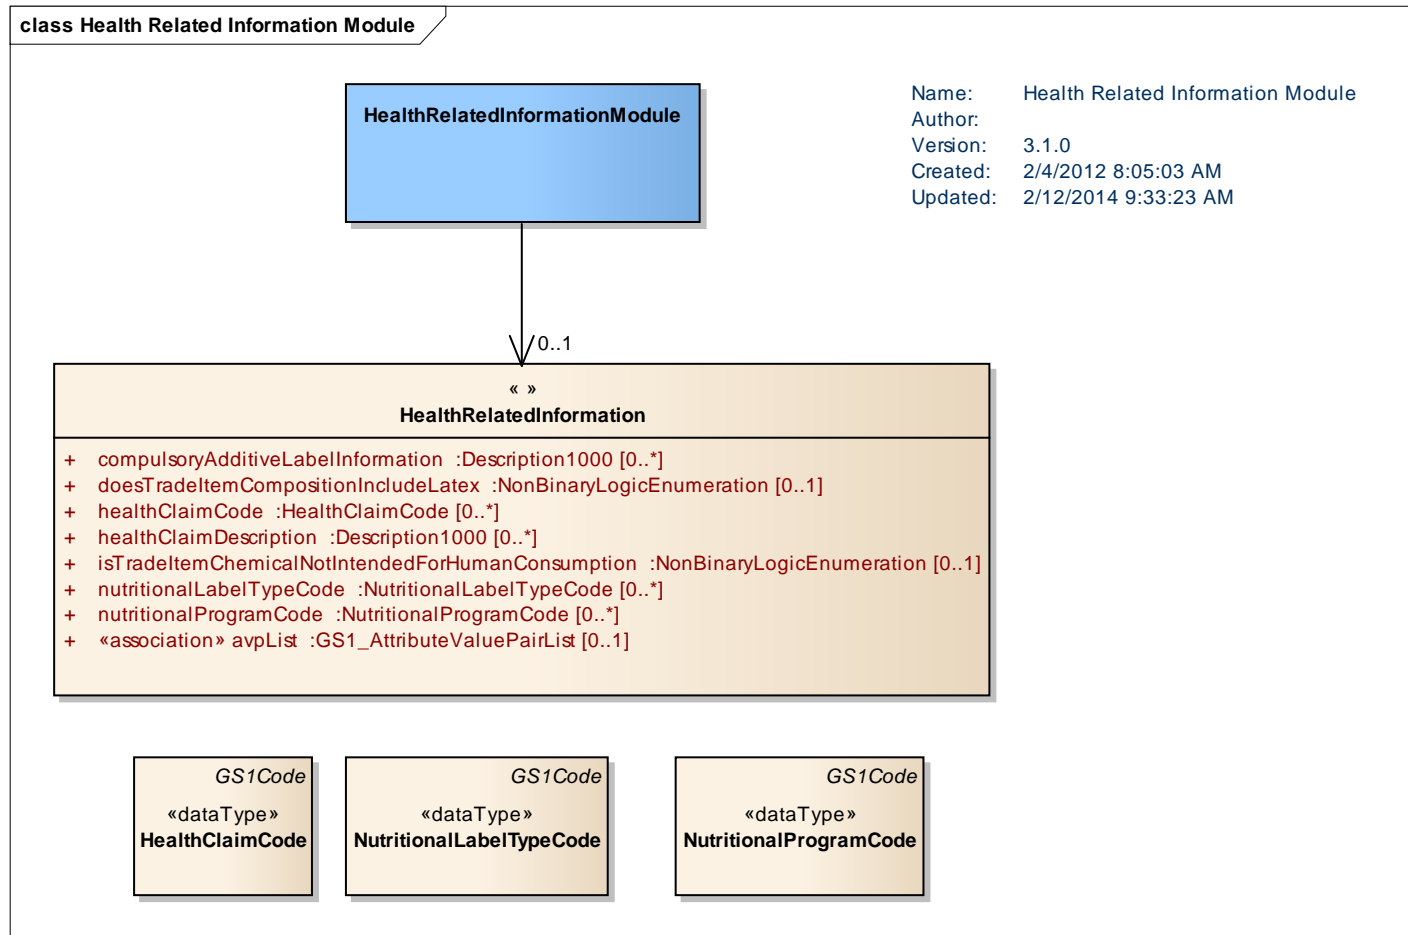 class Health Related Information Module
HealthRelatedInformationModule
Name: Health Related Information Module
Author:
Version: 3.1.0
Created: 2/4/2012 8:05:03 AM
Updated: 2/12/2014 9:33:23 AM
0..1
« »
HealthRelatedInformation
+ compulsoryAdditiveLabelInformation :Description1000 [0..*]
+ doesTradeItemCompositionIncludeLatex :NonBinaryLogicEnumeration [0..1]
+ healthClaimCode :HealthClaimCode [0..*]
+ healthClaimDescription :Description1000 [0..*]
+ isTradeItemChemicalNotIntendedForHumanConsumption :NonBinaryLogicEnumeration [0..1]
+ nutritionalLabelTypeCode :NutritionalLabelTypeCode [0..*]
+ nutritionalProgramCode :NutritionalProgramCode [0..*]
+ «association» avpList :GS1_AttributeValuePairList [0..1]
GS1Code
«dataType»
HealthClaimCode
GS1Code
«dataType»
NutritionalLabelTypeCode
GS1Code
«dataType»
NutritionalProgramCode